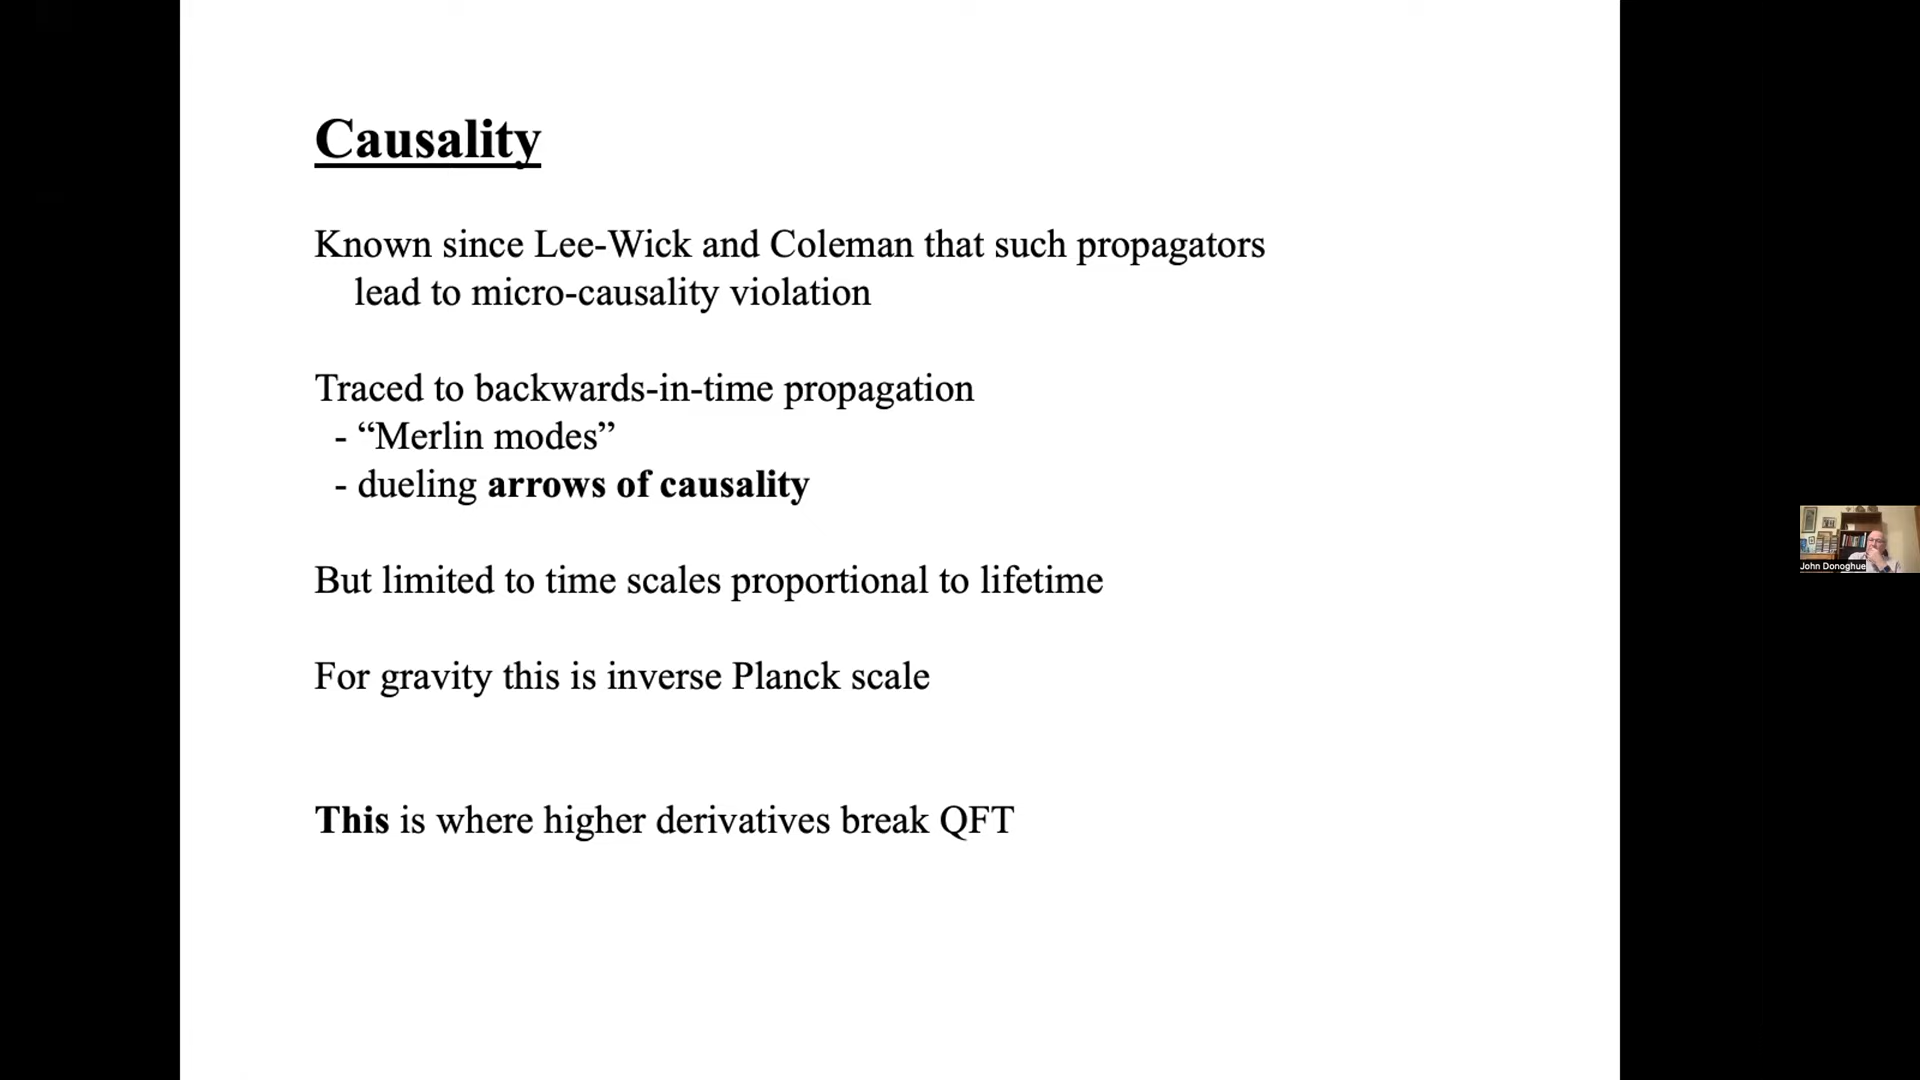 Causality
Known since Lee-Wick and Coleman that such propagators
lead to micro-causality violation
Traced to backwards-in-time propagation
- “Merlin modes”
- dueling arrows of causality
But limited to time scales proportional to lifetime
For gravity this is inverse Planck scale
This is where higher derivatives break QFT
John Donoghue